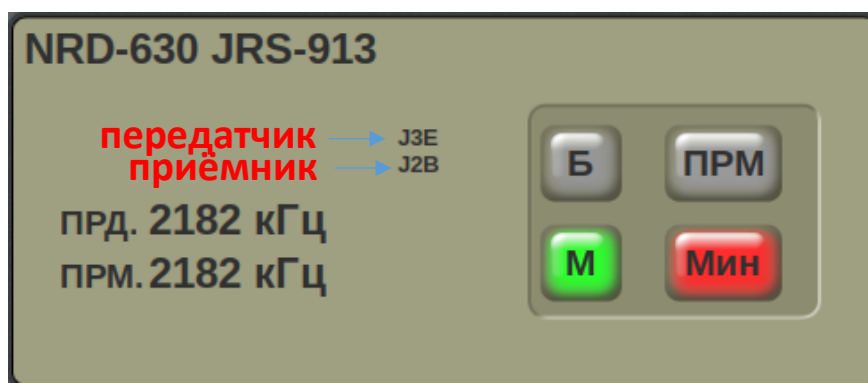 NRD-630 JRS-913
передатчик J3E
приёмник J2B
ПРД. 2182 кГц
ПРМ. 2182 кГц
Б ПРМ
М Мин